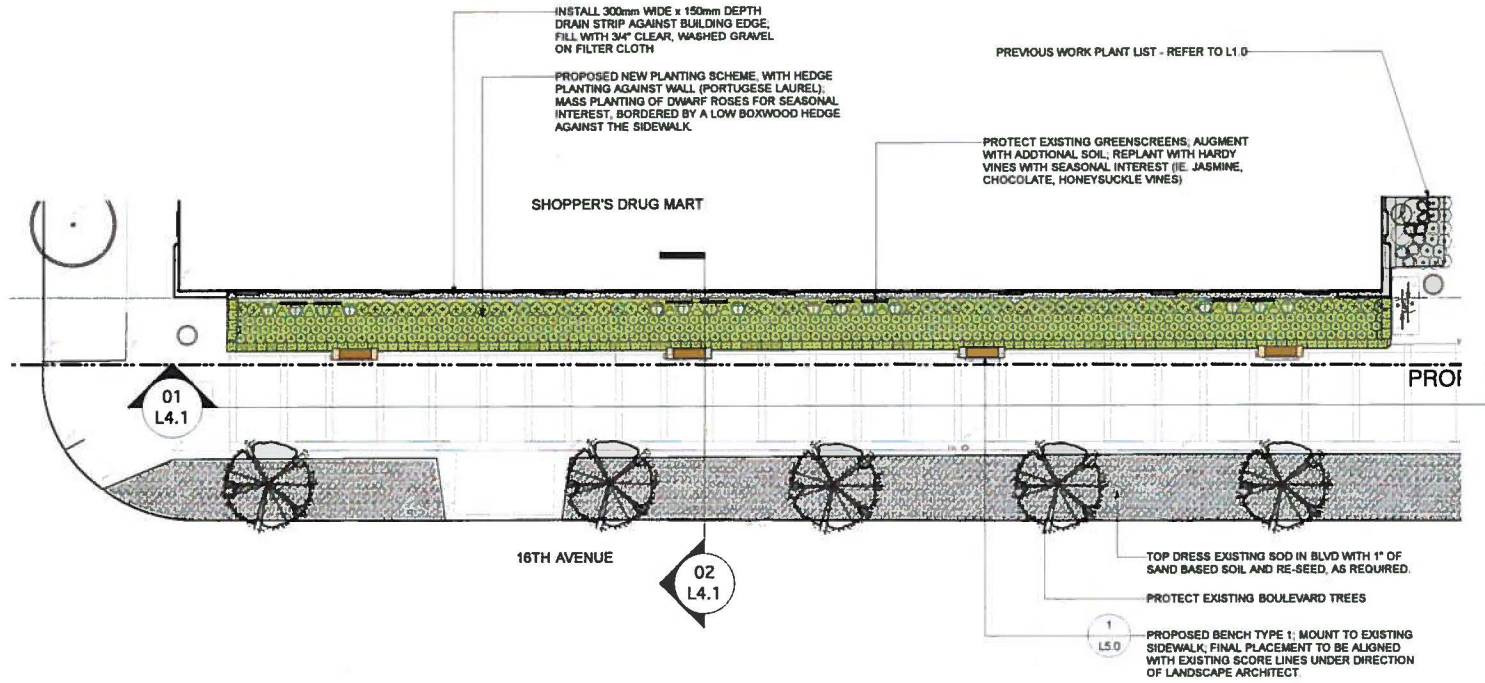 INSTALL 300mm WIDE x 150mm DEPTH
DRAIN STRIP AGAINST BUILDING EDGE;
FILL WITH 3/4" CLEAR, WASHED GRAVEL
ON FILTER CLOTH
PREVIOUS WORK PLANT LIST - REFER TO L1.0
PROPOSED NEW PLANTING SCHEME, WITH HEDGE
PLANTING AGAINST WALL (PORTUGESE LAUREL);
MASS PLANTING OF DWARF ROSES FOR SEASONAL
INTEREST, BORDERED BY A LOW BOXWOOD HEDGE
AGAINST THE SIDEWALK.
PROTECT EXISTING GREENSCREENS; AUGMENT
WITH ADDTIONAL SOIL; REPLANT WITH HARDY
VINES WITH SEASONAL INTEREST (IE. JASMINE,
CHOCOLATE, HONEYSUCKLE VINES)
SHOPPER'S DRUG MART
PROF
01
L4.1
16TH AVENUE
02
L4.1
TOP DRESS EXISTING SOD IN BLVD WITH 1" OF
SAND BASED SOIL AND RE-SEED, AS REQUIRED.
PROTECT EXISTING BOULEVARD TREES
1
L5.0
PROPOSED BENCH TYPE 1; MOUNT TO EXISTING
SIDEWALK; FINAL PLACEMENT TO BE ALIGNED
WITH EXISTING SCORE LINES UNDER DIRECTION
OF LANDSCAPE ARCHITECT.